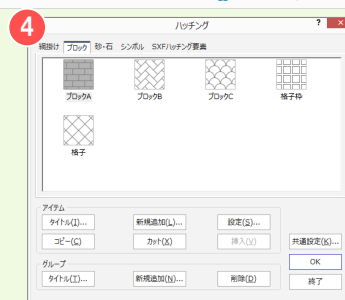 4
ハッチング
?
×
網掛け ブロック 砂・石 シンボル SXFハッチング要素
ブロックA ブロックB ブロックC 格子枠
格子
アイテム
タイトル(I)... 新規追加(L)... 設定(S)...
コピー(C) カット(X) 挿入(V) 共通設定(K)...
グループ
OK
タイトル(T)... 新規追加(N)... 削除(D) 終了